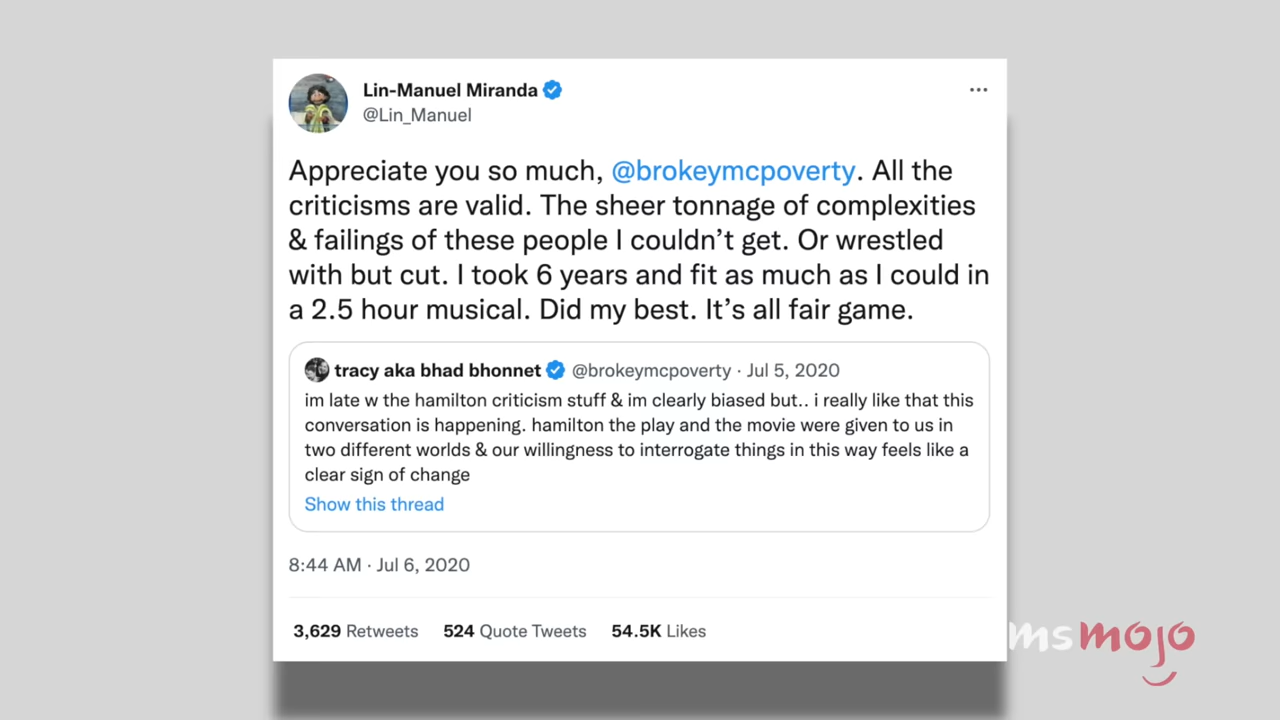 Lin-Manuel Miranda
@Lin_Manuel
Appreciate you so much, @brokeymcpoverty. All the
criticisms are valid. The sheer tonnage of complexities
& failings of these people I couldn’t get. Or wrestled
with but cut. I took 6 years and fit as much as I could in
a 2.5 hour musical. Did my best. It’s all fair game.
tracy aka bhad bhonnet @brokeymcpoverty · Jul 5, 2020
im late w the hamilton criticism stuff & im clearly biased but.. i really like that this
conversation is happening. hamilton the play and the movie were given to us in
two different worlds & our willingness to interrogate things in this way feels like a
clear sign of change
Show this thread
8:44 AM · Jul 6, 2020
3,629 Retweets 524 Quote Tweets 54.5K Likes
msmojo